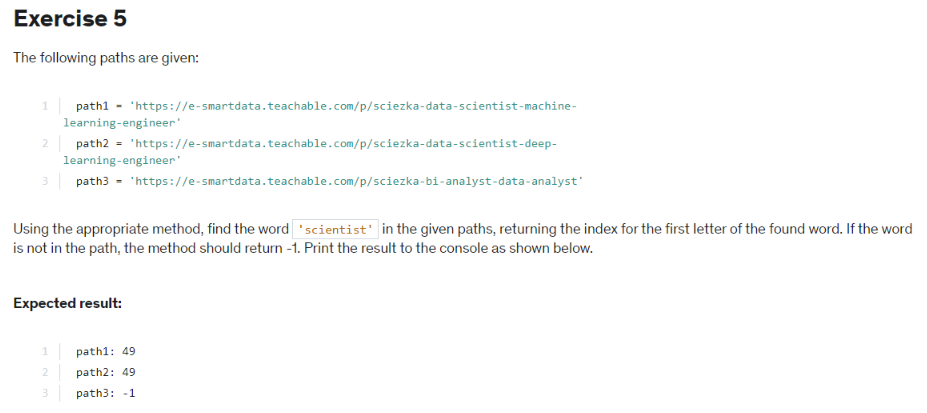 Exercise 5
The following paths are given:
1 path1 = 'https://e-smartdata.teachable.com/p/sciezka-data-scientist-machine-
learning-engineer'
2 path2 = 'https://e-smartdata.teachable.com/p/sciezka-data-scientist-deep-
learning-engineer'
3 path3 = 'https://e-smartdata.teachable.com/p/sciezka-bi-analyst-data-analyst'
Using the appropriate method, find the word 'scientist' in the given paths, returning the index for the first letter of the found word. If the word
is not in the path, the method should return -1. Print the result to the console as shown below.
Expected result:
1 path1: 49
2 path2: 49
3 path3: -1